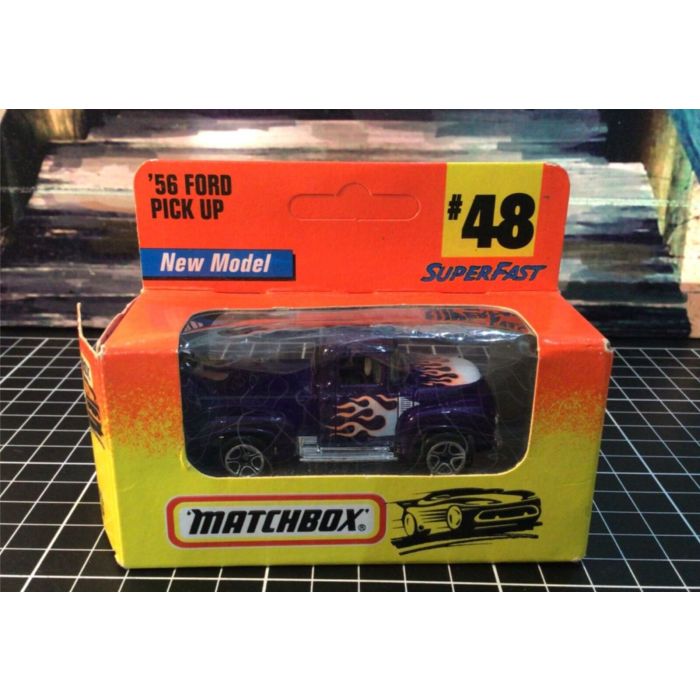 '56 FORD
PICK UP
#48
New Model
SUPERFAST
"MATCHBOX"®